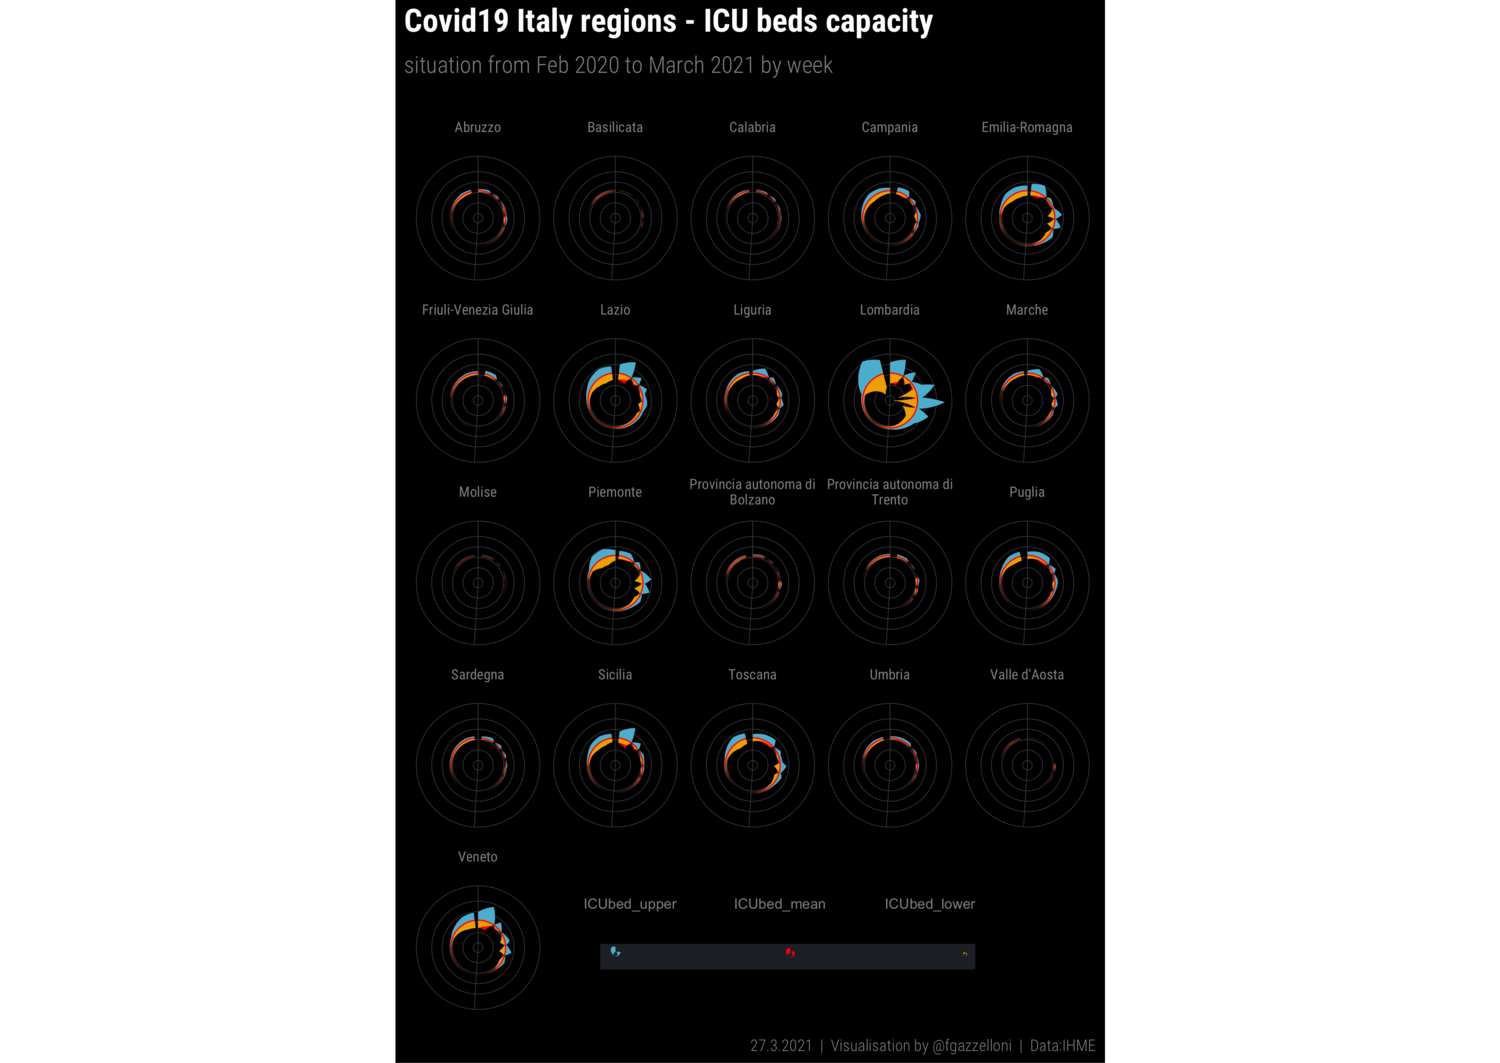 Covid19 Italy regions - ICU beds capacity
situation from Feb 2020 to March 2021 by week
Abruzzo
Basilicata
Calabria
Campania
Emilia-Romagna
Friuli-Venezia Giulia
Lazio
Liguria
Lombardia
Marche
Molise
Piemonte
Provincia autonoma di
Bolzano
Provincia autonoma di
Trento
Puglia
Sardegna
Sicilia
Toscana
Umbria
Valle d'Aosta
Veneto
ICUbed_upper
ICUbed_mean
ICUbed_lower
27.3.2021 | Visualisation by @fgazzelloni | Data:IHME